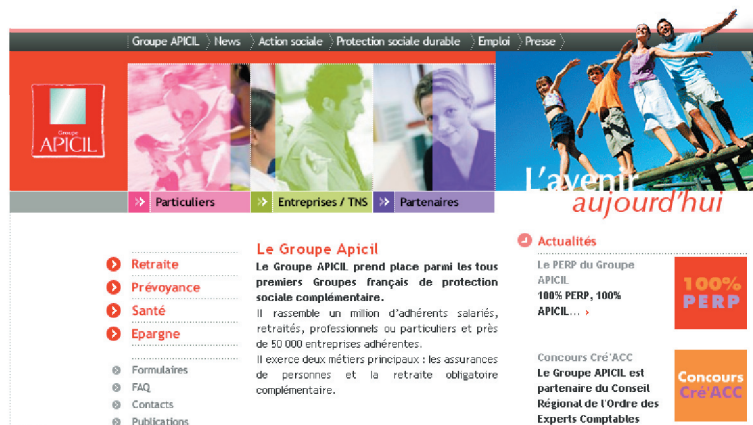 Groupe APICIL > News > Action sociale > Protection sociale durable > Emploi > Presse >
Groupe
APICIL
L'avenir
aujourd'hui
>> Particuliers
>> Entreprises / TNS
>> Partenaires
Retraite
Prévoyance
Santé
Epargne
Formulaires
FAQ
Contacts
Publications
Le Groupe Apicil
Le Groupe APICIL prend place parmi les tous
premiers Groupes français de protection
sociale complémentaire.
Il rassemble un million d'adhérents salariés,
retraités, professionnels ou particuliers et près
de 50 000 entreprises adhérentes.
Il exerce deux métiers principaux : les assurances
de personnes et la retraite obligatoire
complémentaire.
Actualités
Le PERP du Groupe
APICIL
100% PERP, 100%
APICIL... >
100%
PERP
Concours Cré'ACC
Le Groupe APICIL est
partenaire du Conseil
Régional de l'Ordre des
Experts Comptables
Concours
Cré'ACC